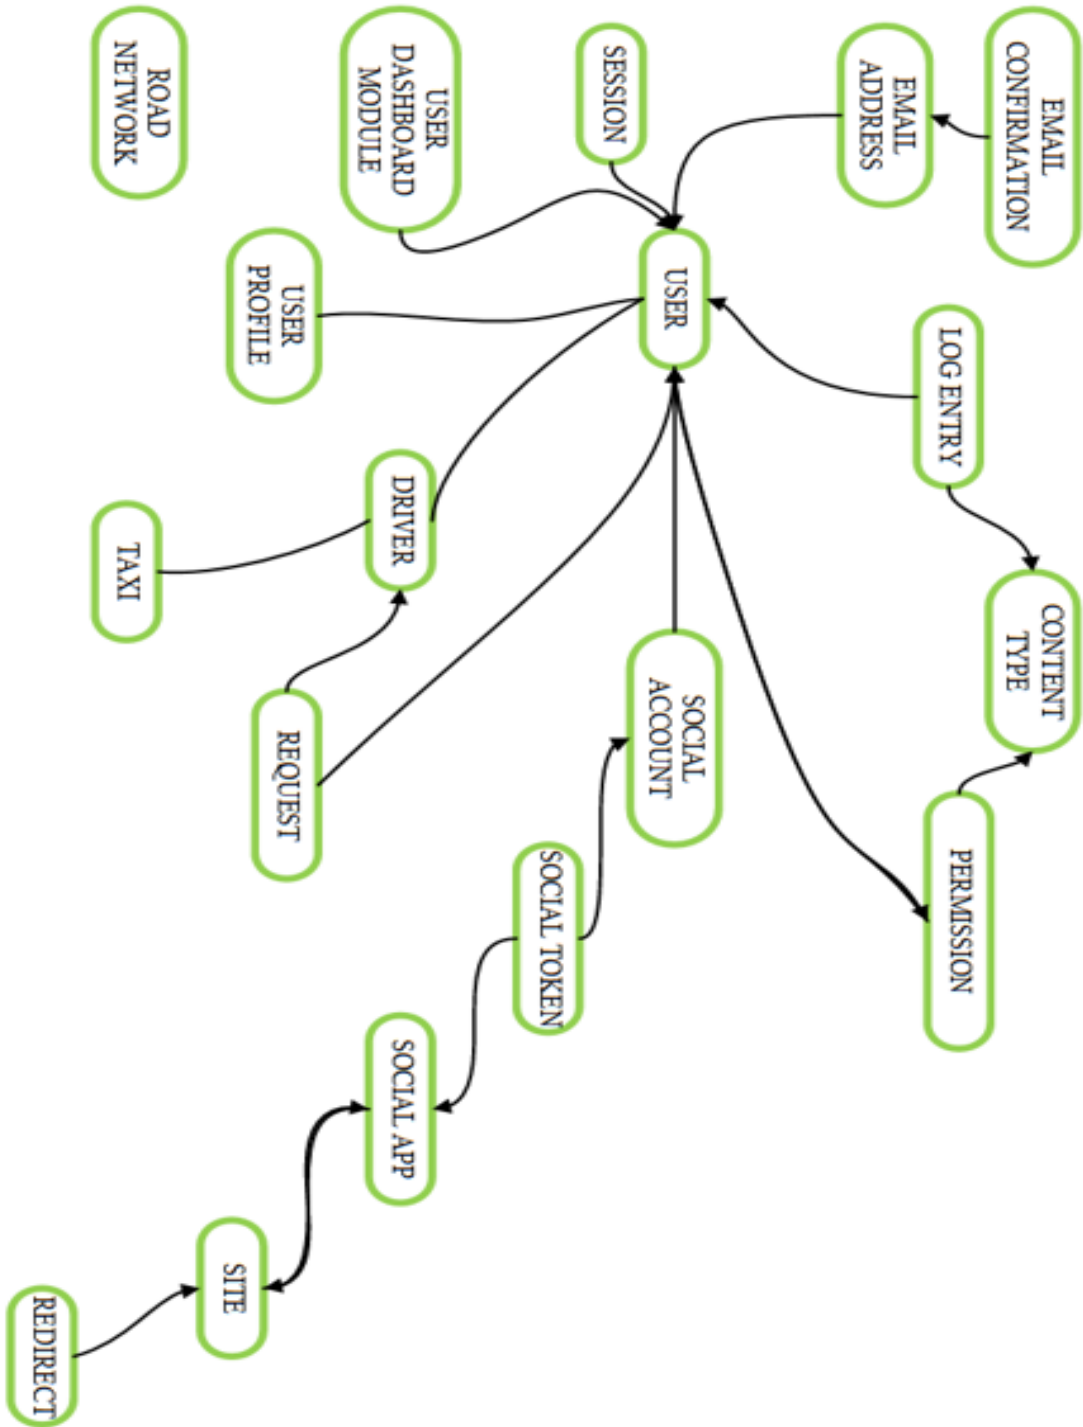 EMAIL
CONFIRMATION
EMAIL
ADDRESS
SESSION
USER
DASHBOARD
MODULE
ROAD
NETWORK
LOG ENTRY
USER
USER
PROFILE
CONTENT
TYPE
DRIVER
TAXI
SOCIAL
ACCOUNT
REQUEST
PERMISSION
SOCIAL TOKEN
SOCIAL APP
SITE
REDIRECT